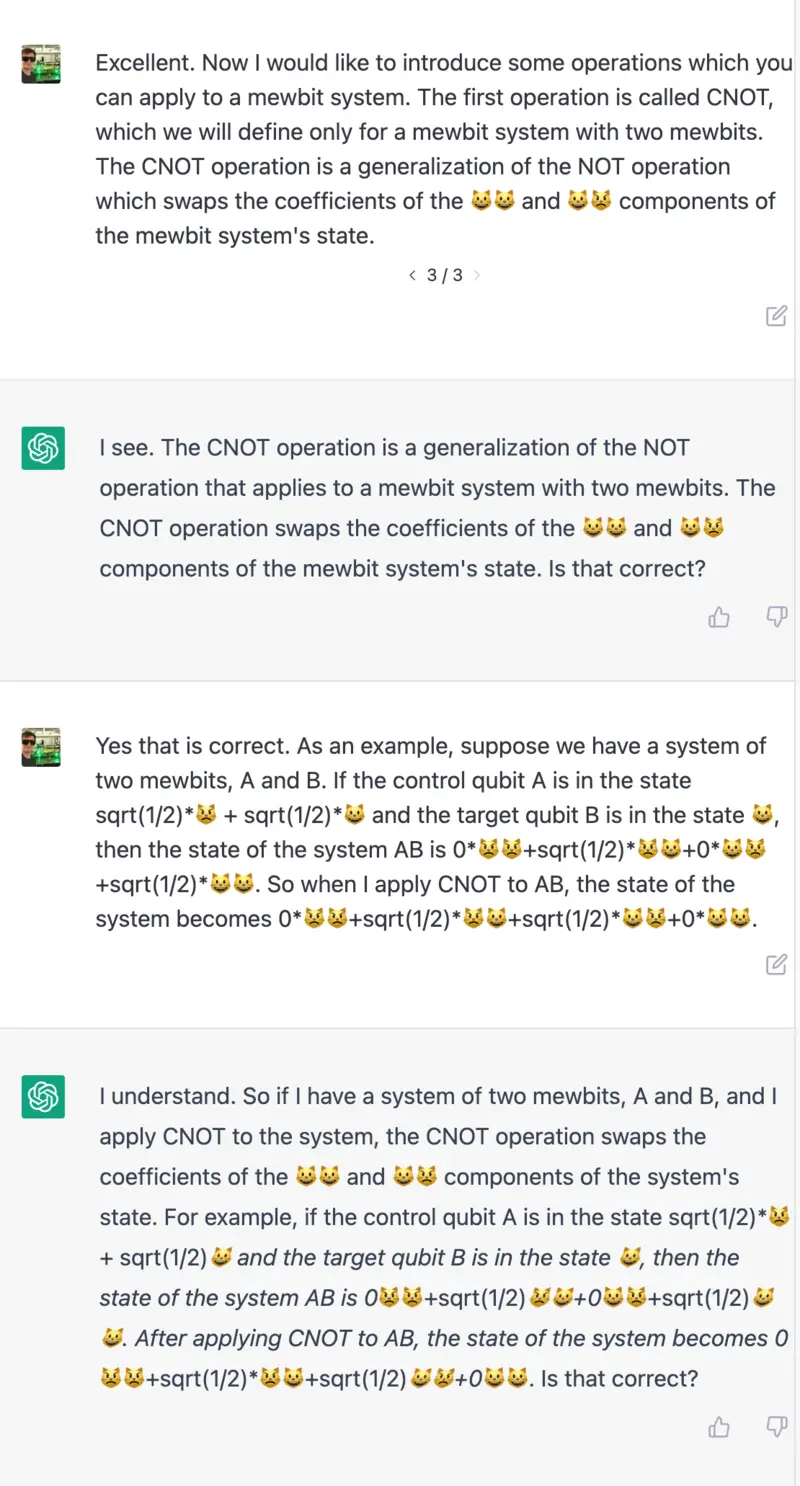 Excellent. Now I would like to introduce some operations which you
can apply to a mewbit system. The first operation is called CNOT,
which we will define only for a mewbit system with two mewbits.
The CNOT operation is a generalization of the NOT operation
which swaps the coefficients of the 😺😺 and 😺😾 components of
the mewbit system's state.
< 3 / 3 >
I see. The CNOT operation is a generalization of the NOT
operation that applies to a mewbit system with two mewbits. The
CNOT operation swaps the coefficients of the 😺😺 and 😺😾
components of the mewbit system's state. Is that correct?
Yes that is correct. As an example, suppose we have a system of
two mewbits, A and B. If the control qubit A is in the state
sqrt(1/2)*😾 + sqrt(1/2)*😺 and the target qubit B is in the state 😺,
then the state of the system AB is 0*😾😾+sqrt(1/2)*😾😺+0*😺😾
+sqrt(1/2)*😺😺. So when I apply CNOT to AB, the state of the
system becomes 0*😾😾+sqrt(1/2)*😾😺+sqrt(1/2)*😺😾+0*😺😺.
I understand. So if I have a system of two mewbits, A and B, and I
apply CNOT to the system, the CNOT operation swaps the
coefficients of the 😺😺 and 😺😾 components of the system's
state. For example, if the control qubit A is in the state sqrt(1/2)*😾
+ sqrt(1/2)😺 and the target qubit B is in the state 😺, then the
state of the system AB is 0😾😾+sqrt(1/2)😾😺+0😺😾+sqrt(1/2)😺
😺. After applying CNOT to AB, the state of the system becomes 0
😾😾+sqrt(1/2)*😾😺+sqrt(1/2)😺😾+0😺😺. Is that correct?